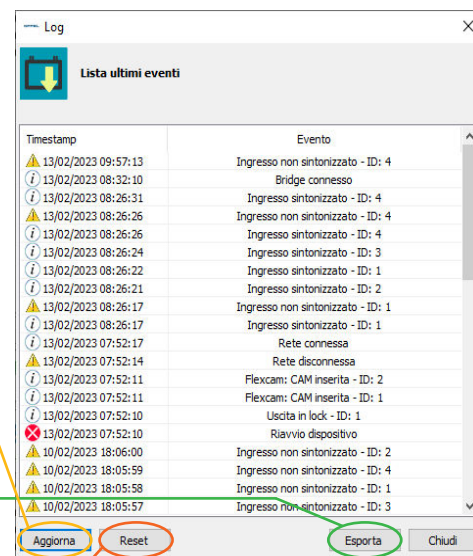 Log
Lista ultimi eventi
Timestamp Evento
13/02/2023 09:57:13 Ingresso non sintonizzato - ID: 4
13/02/2023 08:32:10 Bridge connesso
13/02/2023 08:26:31 Ingresso sintonizzato - ID: 4
13/02/2023 08:26:26 Ingresso non sintonizzato - ID: 4
13/02/2023 08:26:26 Ingresso sintonizzato - ID: 4
13/02/2023 08:26:24 Ingresso sintonizzato - ID: 3
13/02/2023 08:26:22 Ingresso sintonizzato - ID: 1
13/02/2023 08:26:21 Ingresso sintonizzato - ID: 2
13/02/2023 08:26:17 Ingresso non sintonizzato - ID: 1
13/02/2023 08:26:17 Ingresso sintonizzato - ID: 1
13/02/2023 07:52:17 Rete connessa
13/02/2023 07:52:14 Rete disconnessa
13/02/2023 07:52:11 Flexcam: CAM inserita - ID: 2
13/02/2023 07:52:11 Flexcam: CAM inserita - ID: 1
13/02/2023 07:52:10 Uscita in lock - ID: 1
13/02/2023 07:52:10 Riavvio dispositivo
10/02/2023 18:06:00 Ingresso non sintonizzato - ID: 2
10/02/2023 18:05:59 Ingresso non sintonizzato - ID: 4
10/02/2023 18:05:58 Ingresso non sintonizzato - ID: 1
10/02/2023 18:05:57 Ingresso non sintonizzato - ID: 3
Aggiorna Reset Esporta Chiudi